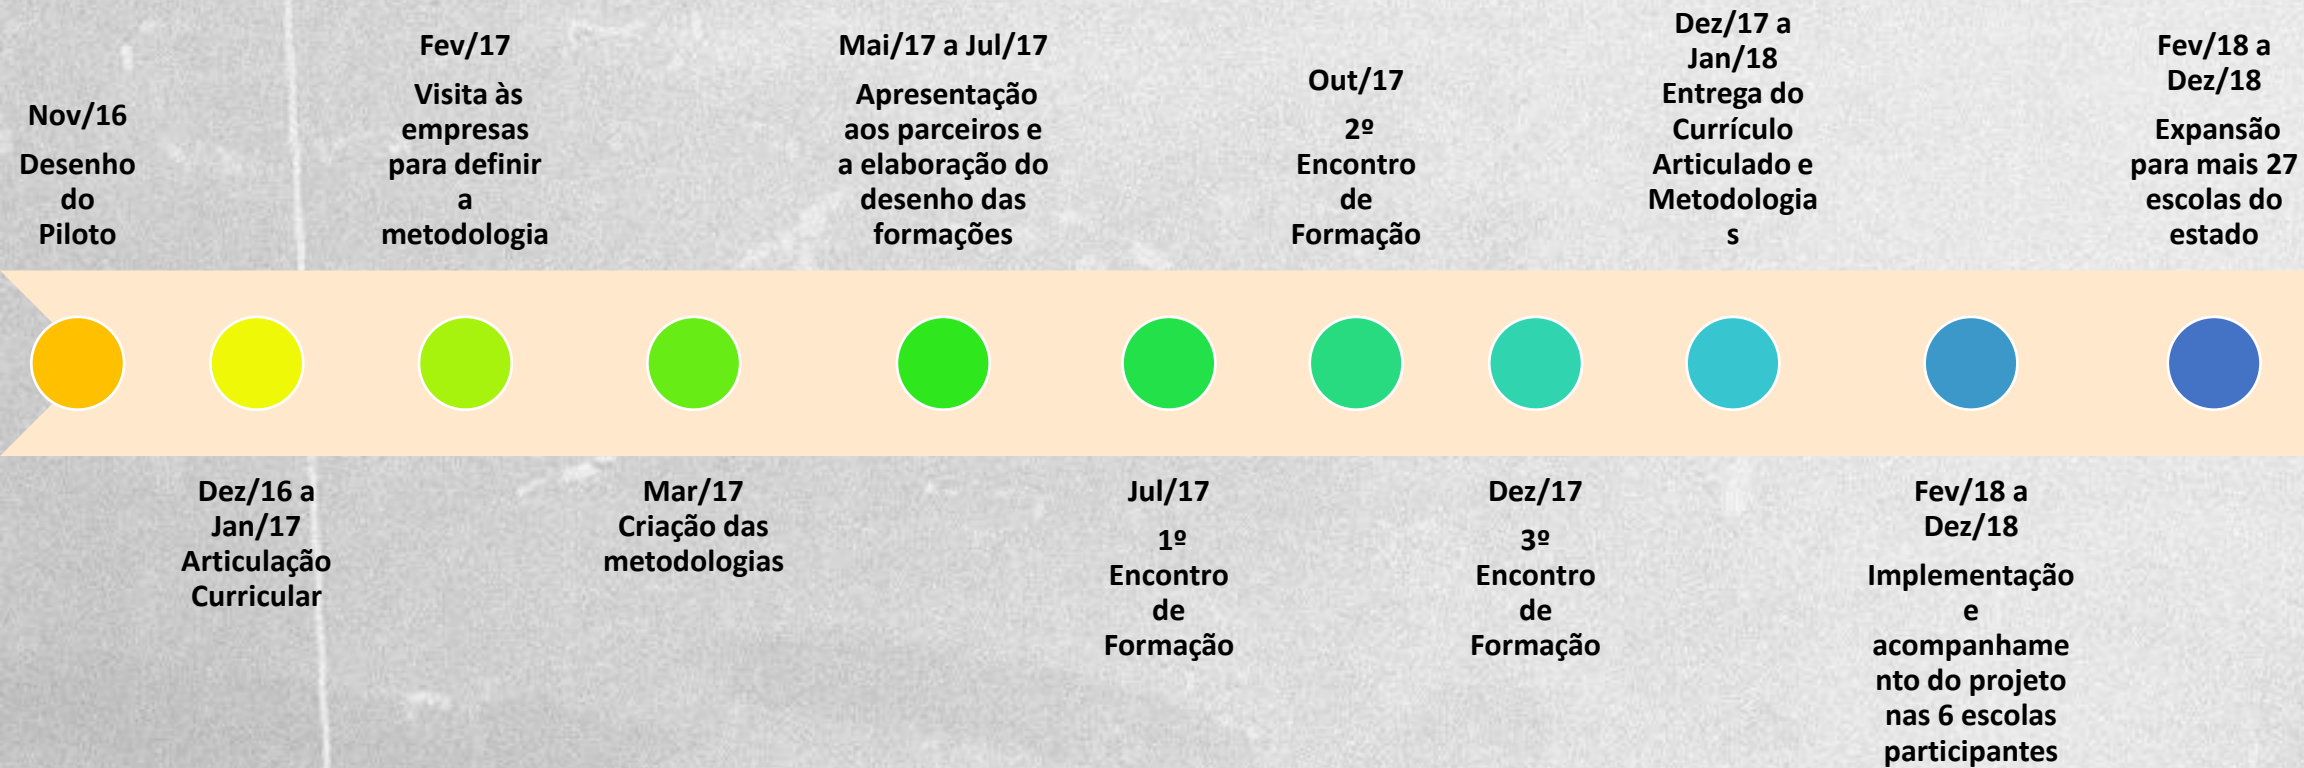 Nov/16
Desenho
do
Piloto
Dez/16 a
Jan/17
Articulação
Curricular
Fev/17
Visita às
empresas
para definir
a
metodologia
Mar/17
Criação das
metodologias
Mai/17 a Jul/17
Apresentação
aos parceiros e
a elaboração do
desenho das
formações
Jul/17
1º
Encontro
de
Formação
Out/17
2º
Encontro
de
Formação
Dez/17
3º
Encontro
de
Formação
Dez/17 a
Jan/18
Entrega do
Currículo
Articulado e
Metodologia
s
Fev/18 a
Dez/18
Implementação
e
acompanhame
nto do projeto
nas 6 escolas
participantes
Fev/18 a
Dez/18
Expansão
para mais 27
escolas do
estado